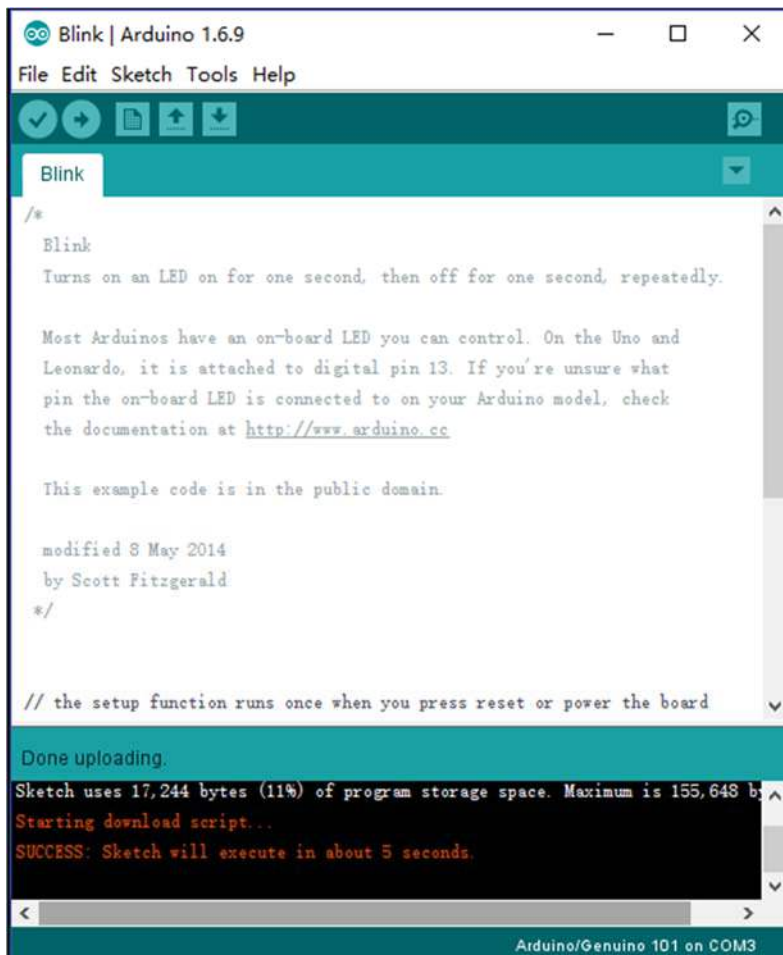 Blink | Arduino 1.6.9
File Edit Sketch Tools Help
Blink
/*
Blink
Turns on an LED on for one second, then off for one second, repeatedly.
Most Arduinos have an on-board LED you can control. On the Uno and
Leonardo, it is attached to digital pin 13. If you're unsure what
pin the on-board LED is connected to on your Arduino model, check
the documentation at http://www.arduino.cc
This example code is in the public domain.
modified 8 May 2014
by Scott Fitzgerald
*/
// the setup function runs once when you press reset or power the board
Done uploading.
Sketch uses 17,244 bytes (11%) of program storage space. Maximum is 155,648 by
Starting download script...
SUCCESS: Sketch will execute in about 5 seconds.
Arduino/Genuino 101 on COM3